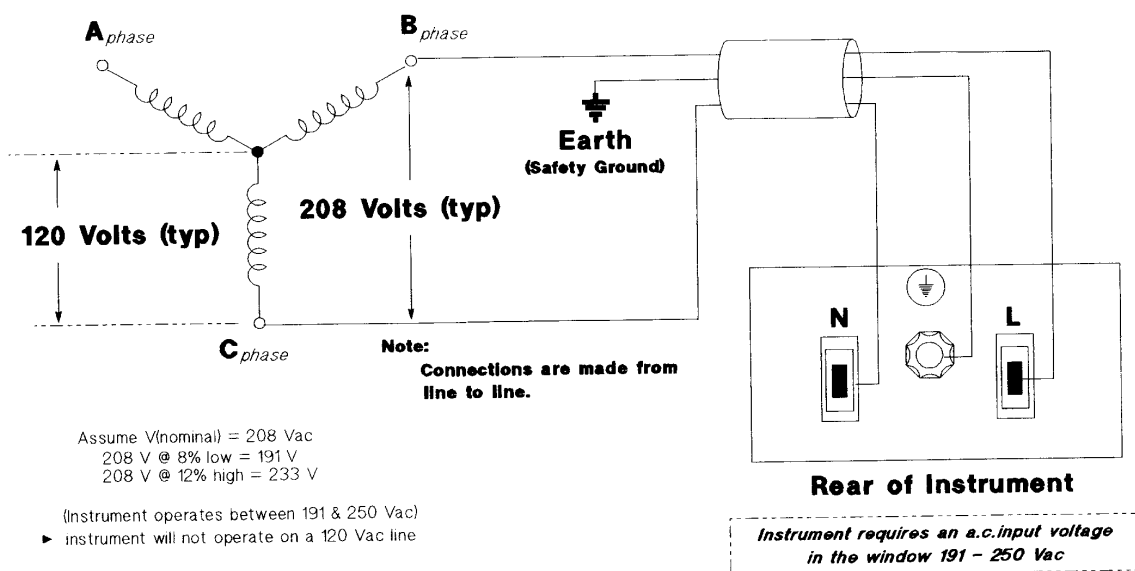 A phase
B phase
Earth
(Safety Ground)
120 Volts (typ)
208 Volts (typ)
C phase
Note:
Connections are made from
line to line.
N
L
Rear of Instrument
Assume V(nominal) = 208 Vac
208 V @ 8% low = 191 V
208 V @ 12% high = 233 V
(Instrument operates between 191 & 250 Vac)
► instrument will not operate on a 120 Vac line
Instrument requires an a.c.input voltage
in the window 191 - 250 Vac